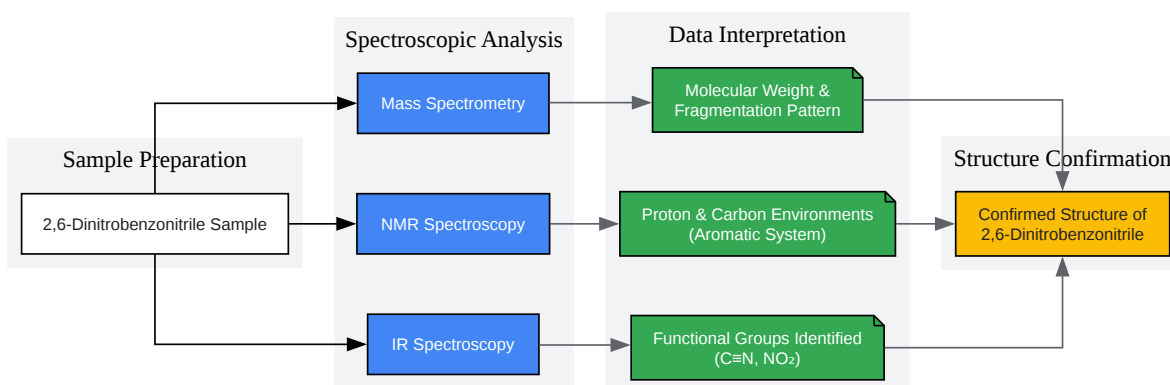 Spectroscopic Analysis
Data Interpretation
Mass Spectrometry
Molecular Weight &
Fragmentation Pattern
Sample Preparation
Structure Confirmation
2,6-Dinitrobenzonitrile Sample
NMR Spectroscopy
Proton & Carbon Environments
(Aromatic System)
Confirmed Structure of
2,6-Dinitrobenzonitrile
IR Spectroscopy
Functional Groups Identified
(C≡N, NO₂)